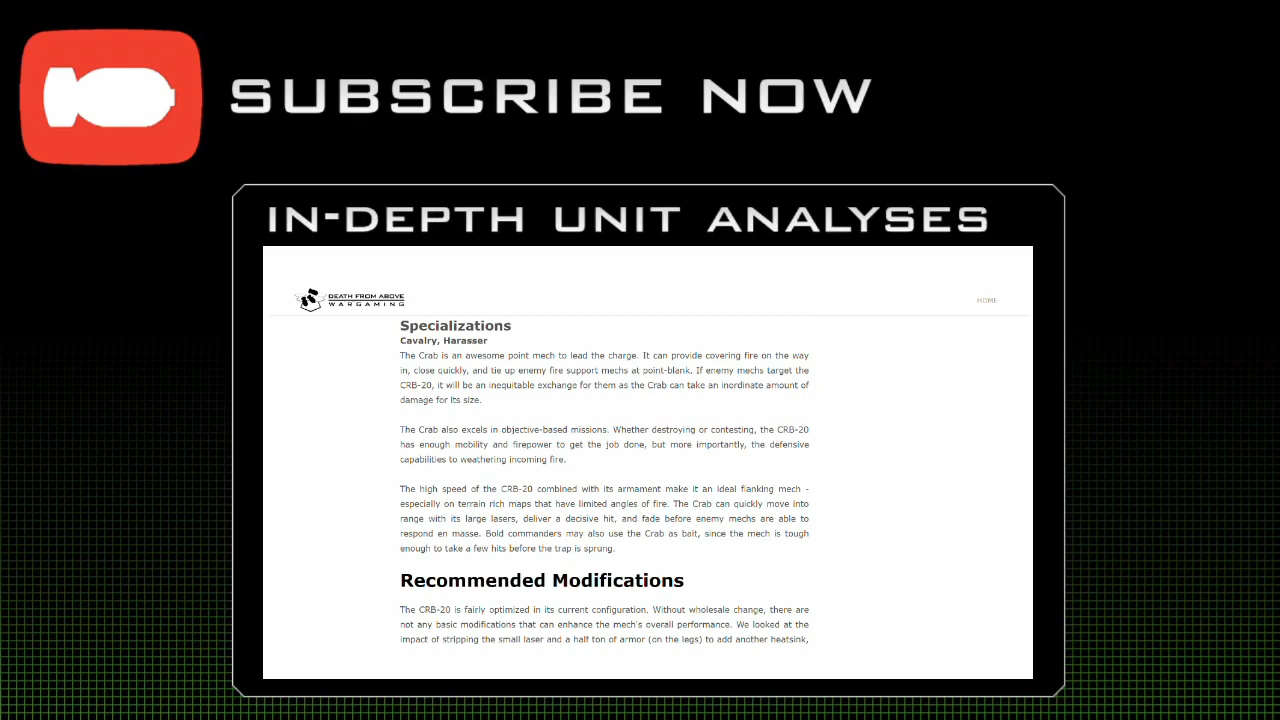 SUBSCRIBE NOW
IN-DEPTH UNIT ANALYSES
DEATH FROM ABOVE
WARGAMING
HOME
Specializations
Cavalry, Harasser
The Crab is an awesome point mech to lead the charge. It can provide covering fire on the way
in, close quickly, and tie up enemy fire support mechs at point-blank. If enemy mechs target the
CRB-20, it will be an inequitable exchange for them as the Crab can take an inordinate amount of
damage for its size.
The Crab also excels in objective-based missions. Whether destroying or contesting, the CRB-20
has enough mobility and firepower to get the job done, but more importantly, the defensive
capabilities to weathering incoming fire.
The high speed of the CRB-20 combined with its armament make it an ideal flanking mech -
especially on terrain rich maps that have limited angles of fire. The Crab can quickly move into
range with its large lasers, deliver a decisive hit, and fade before enemy mechs are able to
respond en masse. Bold commanders may also use the Crab as bait, since the mech is tough
enough to take a few hits before the trap is sprung.
Recommended Modifications
The CRB-20 is fairly optimized in its current configuration. Without wholesale change, there are
not any basic modifications that can enhance the mech's overall performance. We looked at the
impact of stripping the small laser and a half ton of armor (on the legs) to add another heatsink,